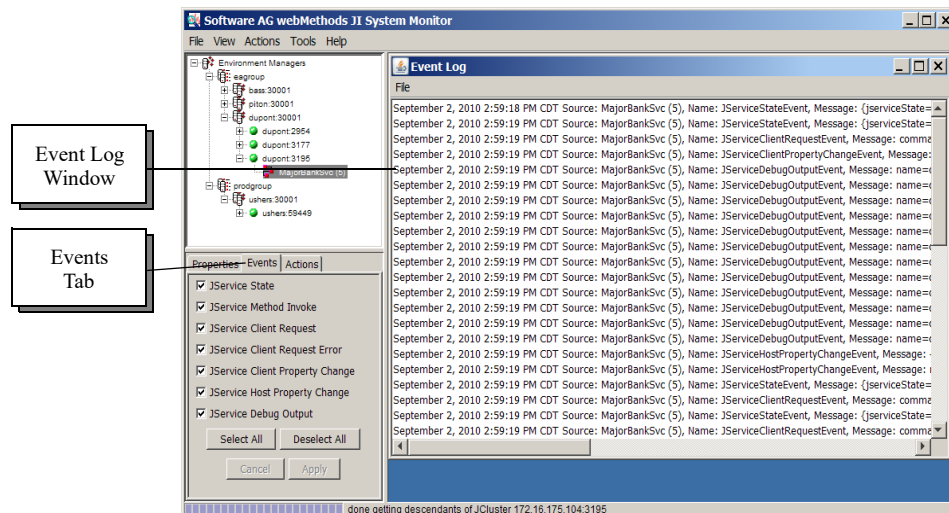 Software AG webMethods JI System Monitor
File View Actions Tools Help
Environment Managers
eagroup
bass:30001
piton:30001
dupont:30001
dupont:2954
dupont:3177
dupont:3196
MajorBankSvc (5)
prodgroup
ushers:30001
ushers:59449
Event Log
Window
Events
Tab
Properties Events Actions
JService State
JService Method Invoke
JService Client Request
JService Client Request Error
JService Client Property Change
JService Host Property Change
JService Debug Output
Select All Deselect All
Cancel Apply
Event Log
File
September 2, 2010 2:59:18 PM CDT Source: MajorBankSvc (5), Name: JServiceStateEvent, Message: {jserviceState=
September 2, 2010 2:59:19 PM CDT Source: MajorBankSvc (5), Name: JServiceStateEvent, Message: {jserviceState=
September 2, 2010 2:59:19 PM CDT Source: MajorBankSvc (5), Name: JServiceClientRequestEvent, Message: comma
September 2, 2010 2:59:19 PM CDT Source: MajorBankSvc (5), Name: JServiceClientPropertyChangeEvent, Message:
September 2, 2010 2:59:19 PM CDT Source: MajorBankSvc (5), Name: JServiceDebugOutputEvent, Message: name=c
September 2, 2010 2:59:19 PM CDT Source: MajorBankSvc (5), Name: JServiceDebugOutputEvent, Message: name=c
September 2, 2010 2:59:19 PM CDT Source: MajorBankSvc (5), Name: JServiceDebugOutputEvent, Message: name=c
September 2, 2010 2:59:19 PM CDT Source: MajorBankSvc (5), Name: JServiceDebugOutputEvent, Message: name=c
September 2, 2010 2:59:19 PM CDT Source: MajorBankSvc (5), Name: JServiceDebugOutputEvent, Message: name=c
September 2, 2010 2:59:19 PM CDT Source: MajorBankSvc (5), Name: JServiceDebugOutputEvent, Message: name=c
September 2, 2010 2:59:19 PM CDT Source: MajorBankSvc (5), Name: JServiceDebugOutputEvent, Message: name=c
September 2, 2010 2:59:19 PM CDT Source: MajorBankSvc (5), Name: JServiceDebugOutputEvent, Message: name=c
September 2, 2010 2:59:19 PM CDT Source: MajorBankSvc (5), Name: JServiceDebugOutputEvent, Message: name=c
September 2, 2010 2:59:19 PM CDT Source: MajorBankSvc (5), Name: JServiceDebugOutputEvent, Message: name=c
September 2, 2010 2:59:19 PM CDT Source: MajorBankSvc (5), Name: JServiceDebugOutputEvent, Message: name=c
September 2, 2010 2:59:19 PM CDT Source: MajorBankSvc (5), Name: JServiceHostPropertyChangeEvent, Message:
September 2, 2010 2:59:19 PM CDT Source: MajorBankSvc (5), Name: JServiceHostPropertyChangeEvent, Message:
September 2, 2010 2:59:19 PM CDT Source: MajorBankSvc (5), Name: JServiceStateEvent, Message: {jserviceState=
September 2, 2010 2:59:19 PM CDT Source: MajorBankSvc (5), Name: JServiceClientRequestEvent, Message: comma
September 2, 2010 2:59:19 PM CDT Source: MajorBankSvc (5), Name: JServiceStateEvent, Message: {jserviceState=
September 2, 2010 2:59:19 PM CDT Source: MajorBankSvc (5), Name: JServiceClientRequestEvent, Message: comma
done getting descendants of JCluster 172.16.175.104:3195